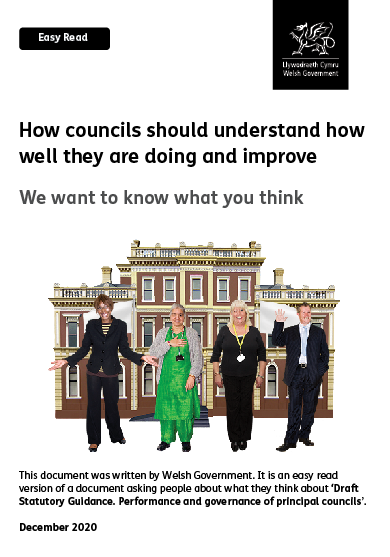 Easy Read
Llywodraeth Cymru
Welsh Government
How councils should understand how
well they are doing and improve
We want to know what you think
This document was written by Welsh Government. It is an easy read
version of a document asking people about what they think about ‘Draft
Statutory Guidance. Performance and governance of principal councils’.
December 2020